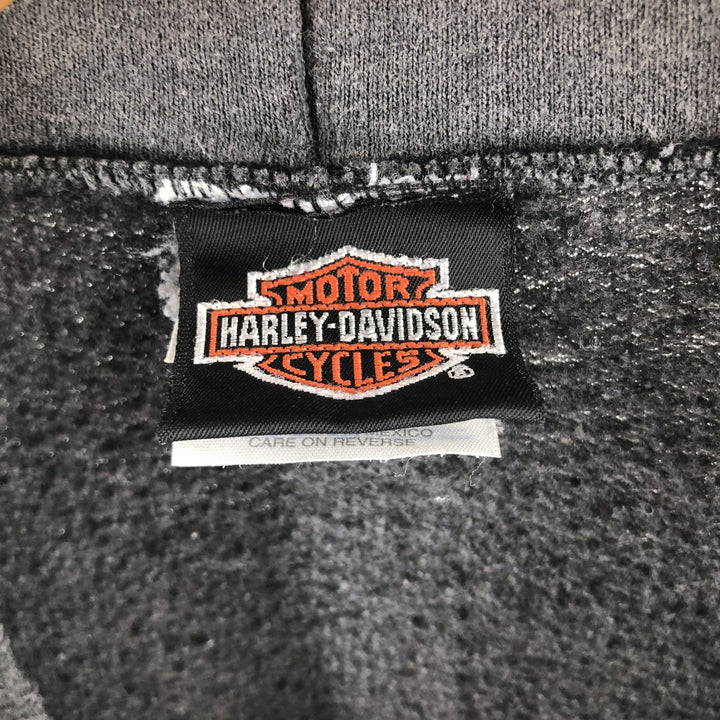 MOTOR
HARLEY-DAVIDSON
CYCLES®
CARE ON REVERSE